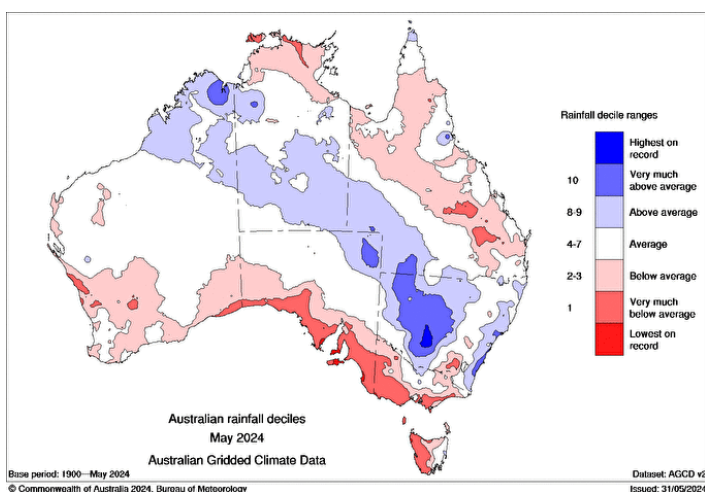 Rainfall decile ranges
Highest on
record
10
Very much
above average
8-9
Above average
4-7
Average
2-3
Below average
1
Very much
below average
Lowest on
record
Australian rainfall deciles
May 2024
Australian Gridded Climate Data
Base period: 1900—May 2024
Dataset: AGCD v2
© Commonwealth of Australia 2024, Bureau of Meteorology
Issued: 31/05/2024